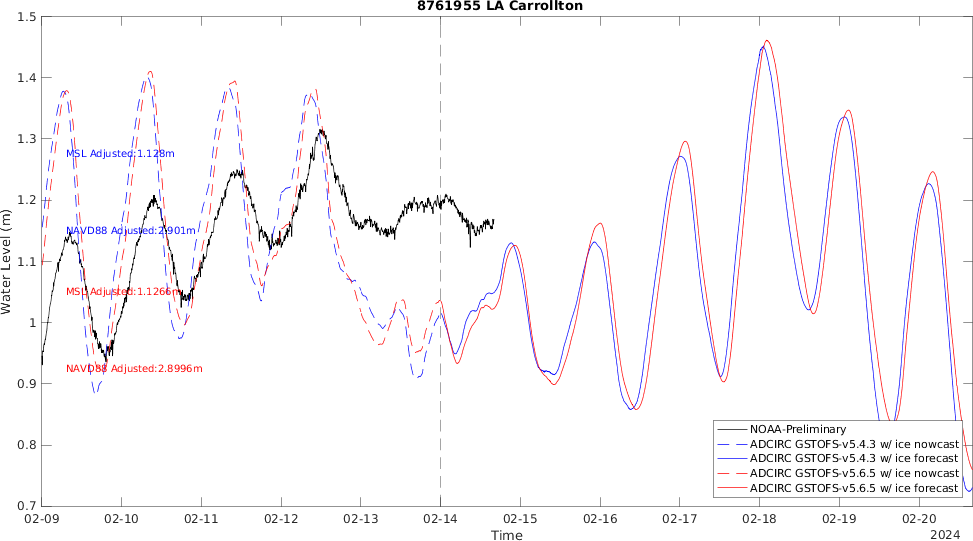 8761955 LA Carrollton
1.5
1.4
1.3
1.2
1.1
1
0.9
0.8
0.7
Water Level (m)
MSL Adjusted:1.128m
NAVD88 Adjusted:2.901m
MSL Adjusted:1.1266m
NAVD88 Adjusted:2.8996m
NOAA-Preliminary
ADCIRC GSTOFS-v5.4.3 w/ ice nowcast
ADCIRC GSTOFS-v5.4.3 w/ ice forecast
ADCIRC GSTOFS-v5.6.5 w/ ice nowcast
ADCIRC GSTOFS-v5.6.5 w/ ice forecast
02-09 02-10 02-11 02-12 02-13 02-14 02-15 02-16 02-17 02-18 02-19 02-20
Time
2024